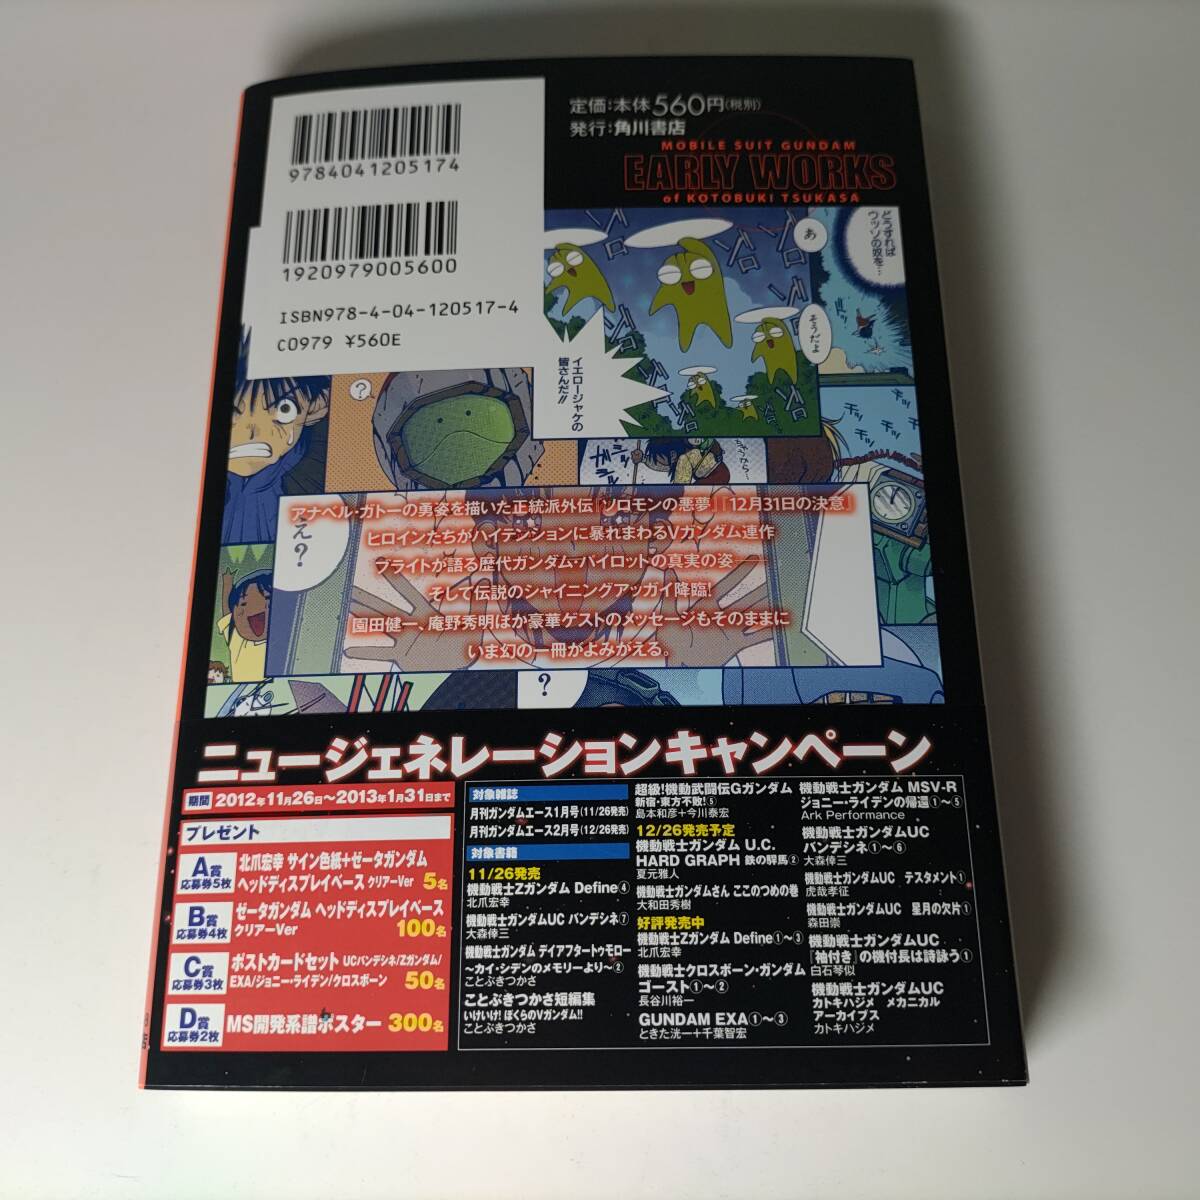 9784041205174
1920979005600
ISBN978-4-04-120517-4
C0979 ¥560E
定価:本体560円(税別)
発行:角川書店
MOBILE SUIT GUNDAM
EARLY WORKS
of KOTOBUKI TSUKASA
どうすれば
ウッソの奴を…
あ
そうだよ
イエロージャケの
皆さんだ!!
?
え?
?
アナベル・ガトーの勇姿を描いた正統派外伝「ソロモンの悪夢」「12月31日の決意」
ヒロインたちがハイテンションに暴れまわるVガンダム連作
ブライトが語る歴代ガンダム・パイロットの真実の姿——
そして伝説のシャイニングアッガイ降臨!
園田健一、庵野秀明ほか豪華ゲストのメッセージもそのままに
いま幻の一冊がよみがえる。
ニュージェネレーションキャンペーン
期間 2012年11月26日~2013年1月31日まで
プレゼント
A賞
応募券5枚
北爪宏幸 サイン色紙+ゼータガンダム
ヘッドディスプレイベース クリアーVer 5名
B賞
応募券4枚
ゼータガンダム ヘッドディスプレイベース
クリアーVer 100名
C賞
応募券3枚
ポストカードセット UCバンデシネ/Zガンダム/
EXA/ジョニー・ライデン/クロスボーン 50名
D賞
応募券2枚
MS開発系譜ポスター 300名
対象雑誌
月刊ガンダムエース1月号(11/26発売)
月刊ガンダムエース2月号(12/26発売)
対象書籍
11/26発売
機動戦士Zガンダム Define④
北爪宏幸
機動戦士ガンダムUC バンデシネ⑦
大森倖三
機動戦士ガンダム デイアフタートゥモロー
~カイ・シデンのメモリーより~②
ことぶきつかさ
ことぶきつかさ短編集
いけいけ! ぼくらのVガンダム!!
ことぶきつかさ
超級!機動武闘伝Gガンダム
新宿・東方不敗!⑤
島本和彦+今川泰宏
12/26発売予定
機動戦士ガンダム U.C.
HARD GRAPH 鉄の騂馬②
夏元雅人
機動戦士ガンダムさん ここのつめの巻
大和田秀樹
好評発売中
機動戦士Zガンダム Define①~③
北爪宏幸
機動戦士クロスボーン・ガンダム
ゴースト①~②
長谷川裕一
GUNDAM EXA①~③
ときた洸一+千葉智宏
機動戦士ガンダム MSV-R
ジョニー・ライデンの帰還①~⑤
Ark Performance
機動戦士ガンダムUC
バンデシネ①~⑥
大森倖三
機動戦士ガンダムUC テスタメント①
虎哉孝征
機動戦士ガンダムUC 星月の欠片①
森田崇
機動戦士ガンダムUC
『袖付き』の機付長は詩詠う①
白石琴似
機動戦士ガンダムUC
カトキハジメ メカニカル
アーカイブス
カトキハジメ